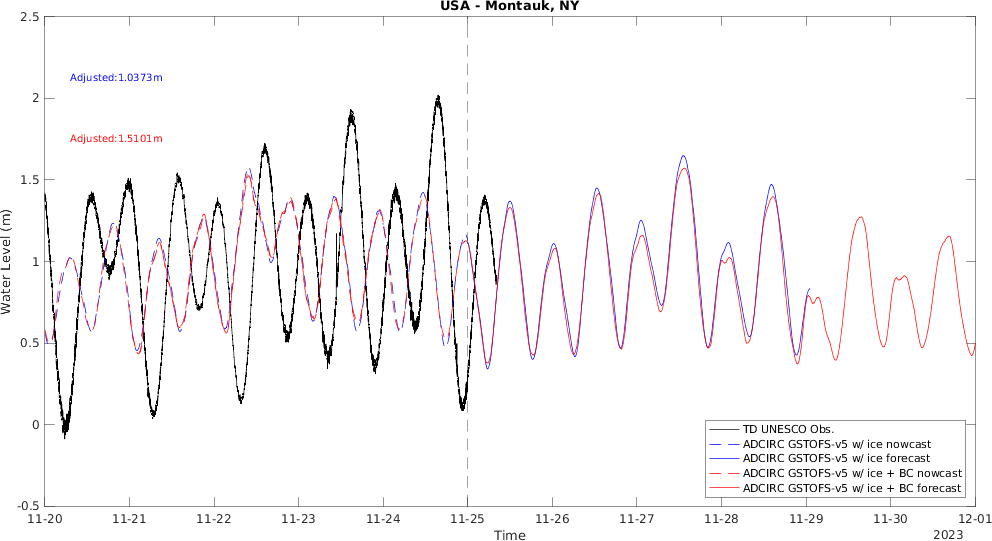 USA - Montauk, NY
2.5
2
1.5
1
0.5
0
-0.5
Water Level (m)
Adjusted:1.0373m
Adjusted:1.5101m
TD UNESCO Obs.
ADCIRC GSTOFS-v5 w/ ice nowcast
ADCIRC GSTOFS-v5 w/ ice forecast
ADCIRC GSTOFS-v5 w/ ice + BC nowcast
ADCIRC GSTOFS-v5 w/ ice + BC forecast
11-20 11-21 11-22 11-23 11-24 11-25 11-26 11-27 11-28 11-29 11-30 12-01
Time
2023